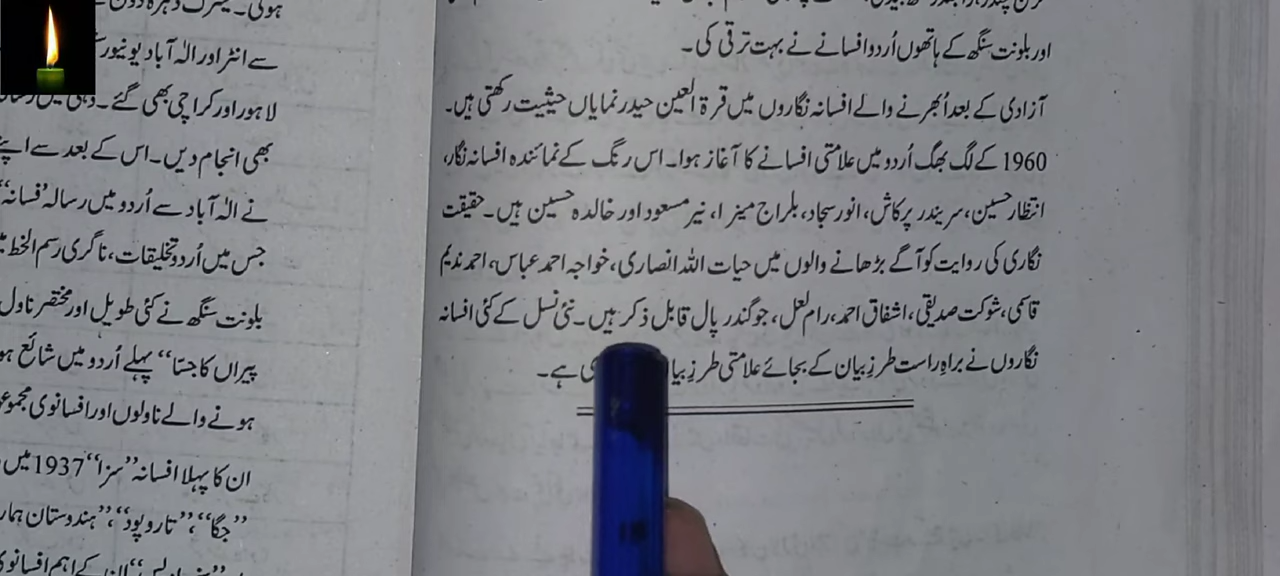 اور بلونت سنگھ کے ہاتھوں اُردو افسانے نے بہت ترقی کی۔
آزادی کے بعد اُبھرنے والے افسانہ نگاروں میں قرۃ العین حیدر نمایاں حیثیت رکھتی ہیں۔
1960 کے لگ بھگ اُردو میں علامتی افسانے کا آغاز ہوا۔ اس رنگ کے نمائندہ افسانہ نگار،
انتظار حسین، سریندر پرکاش، انور سجاد، بلراج مینرا، نیر مسعود اور خالدہ حسین ہیں۔ حقیقت
نگاری کی روایت کو آگے بڑھانے والوں میں حیات اللہ انصاری، خواجہ احمد عباس، احمد ندیم
قاسمی، شوکت صدیقی، اشفاق احمد، رام لعل، جوگندر پال قابل ذکر ہیں۔ نئی نسل کے کئی افسانہ
نگاروں نے براہِ راست طرزِ بیان کے بجائے علامتی طرزِ ہے۔
سے انٹر اور الٰہ آباد
لاہور اور کراچی بھی گئے۔
بھی انجام دیں۔ اس کے بعد سے
نے الٰہ آباد سے اُردو میں رسالہ ’’فسانہ‘‘
جس میں اُردو تخلیقات، ناگری رسم الخط
بلونت سنگھ نے کئی طویل اور مختصر ناول
پیراں کا جسّا‘‘ پہلے اُردو میں شائع
ہونے والے ناولوں اور افسانوی
ان کا پہلا افسانہ ’’سزا‘‘ 1937 میں
’’جگا‘‘، ’’تاروپود‘‘، ’’ہندوستان
کے اہم افسانوی